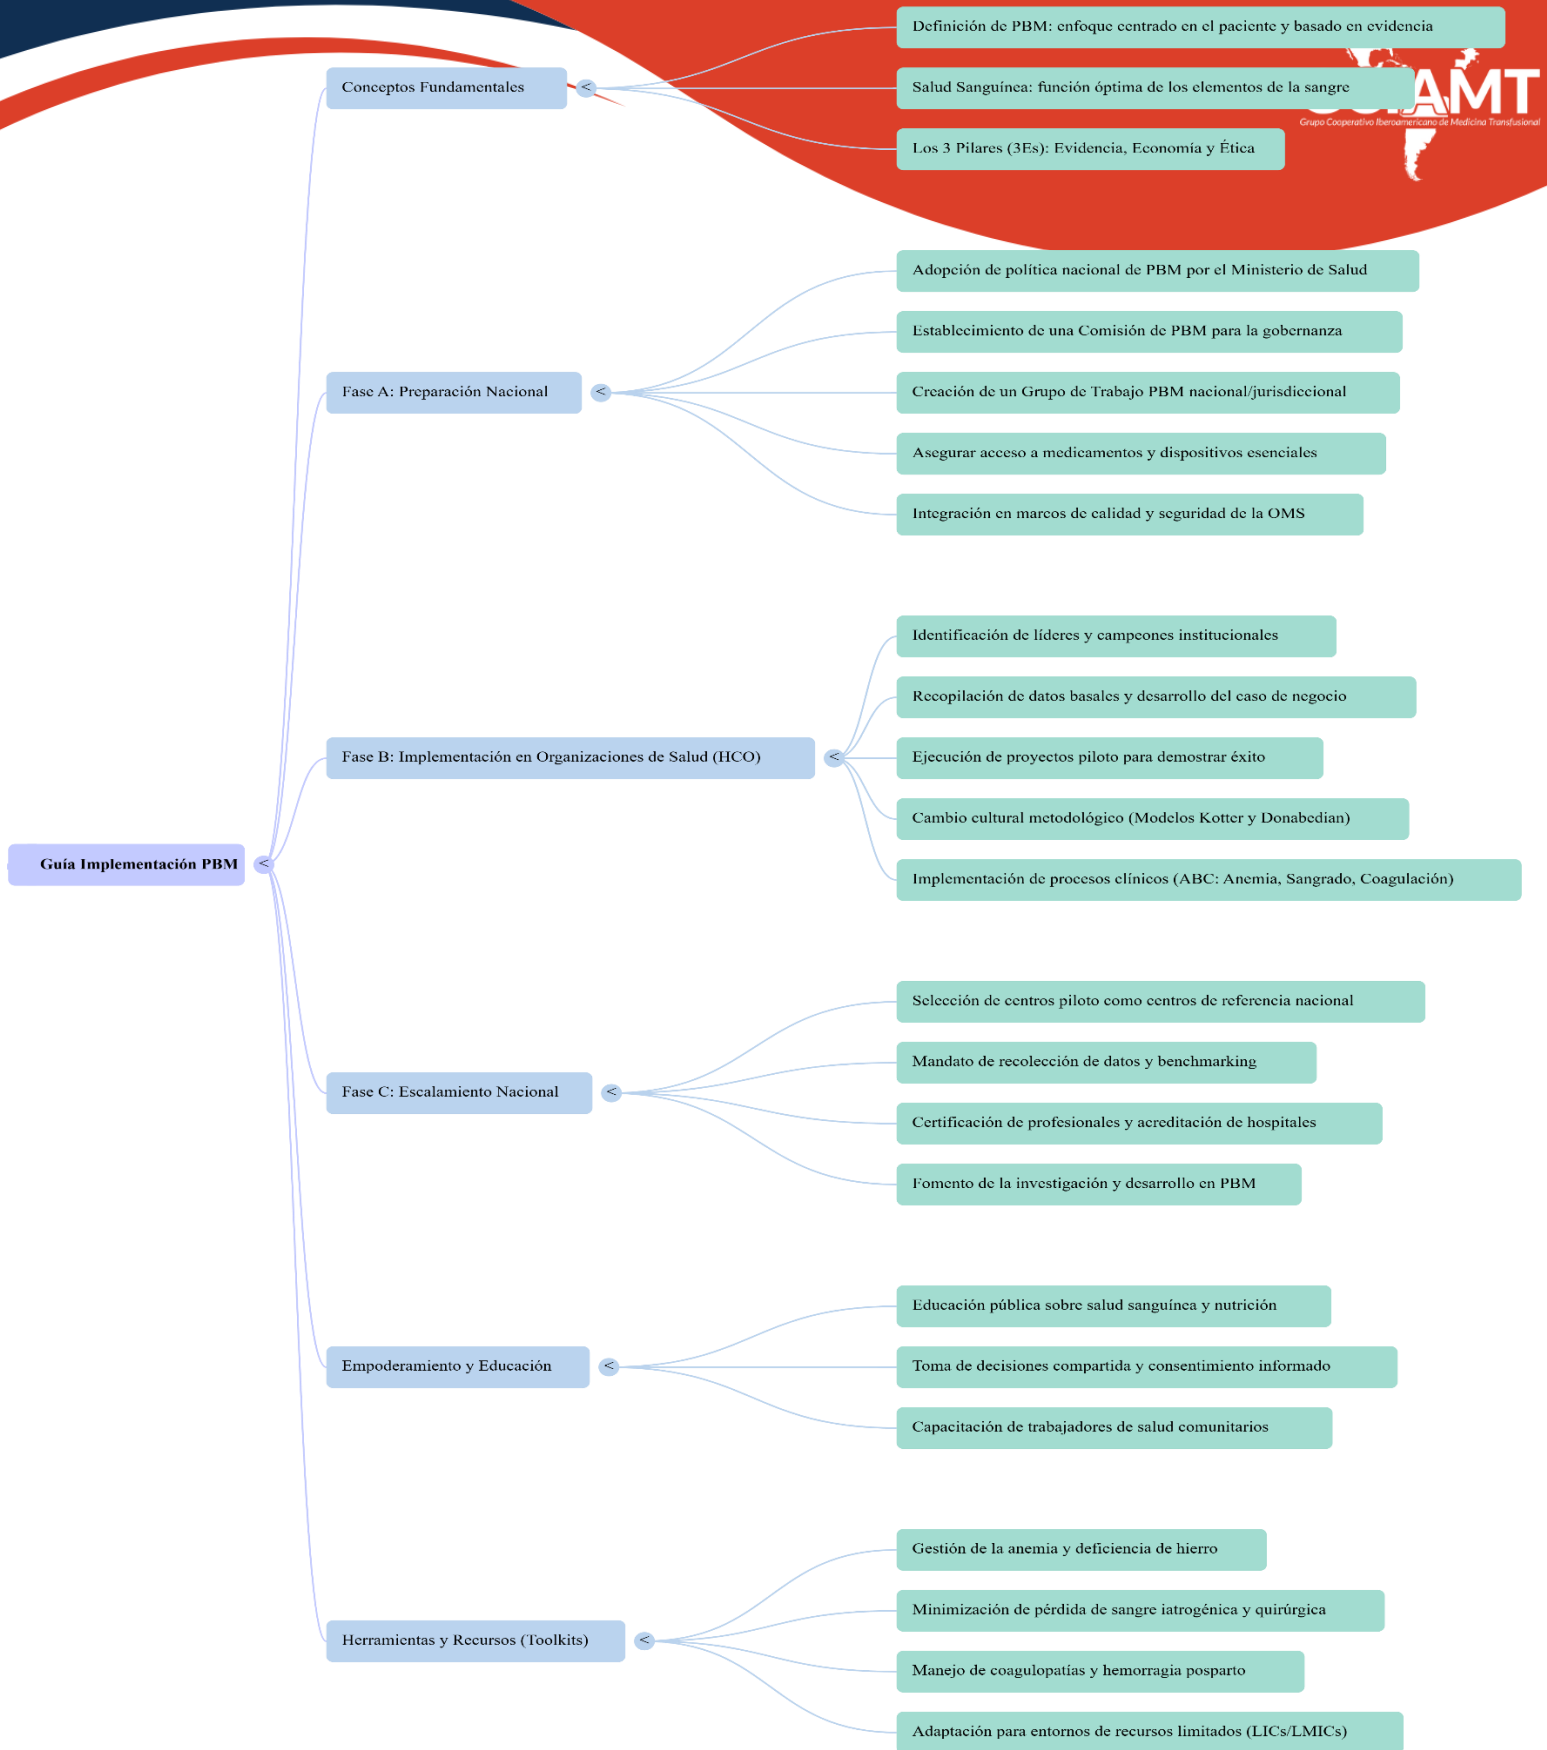 Definición de PBM: enfoque centrado en el paciente y basado en evidencia
Conceptos Fundamentales
<
Salud Sanguínea: función óptima de los elementos de la sangre
AMT
Grupo Cooperativo Iberoamericano de Medicina Transfusional
Los 3 Pilares (3Es): Evidencia, Economía y Ética
Adopción de política nacional de PBM por el Ministerio de Salud
Establecimiento de una Comisión de PBM para la gobernanza
Fase A: Preparación Nacional
<
Creación de un Grupo de Trabajo PBM nacional/jurisdiccional
Asegurar acceso a medicamentos y dispositivos esenciales
Integración en marcos de calidad y seguridad de la OMS
Identificación de líderes y campeones institucionales
Recopilación de datos basales y desarrollo del caso de negocio
Fase B: Implementación en Organizaciones de Salud (HCO)
<
Ejecución de proyectos piloto para demostrar éxito
Cambio cultural metodológico (Modelos Kotter y Donabedian)
Guía Implementación PBM
<
Implementación de procesos clínicos (ABC: Anemia, Sangrado, Coagulación)
Selección de centros piloto como centros de referencia nacional
Mandato de recolección de datos y benchmarking
Fase C: Escalamiento Nacional
<
Certificación de profesionales y acreditación de hospitales
Fomento de la investigación y desarrollo en PBM
Educación pública sobre salud sanguínea y nutrición
Empoderamiento y Educación
<
Toma de decisiones compartida y consentimiento informado
Capacitación de trabajadores de salud comunitarios
Gestión de la anemia y deficiencia de hierro
Minimización de pérdida de sangre iatrogénica y quirúrgica
Herramientas y Recursos (Toolkits)
<
Manejo de coagulopatías y hemorragia posparto
Adaptación para entornos de recursos limitados (LICs/LMICs)